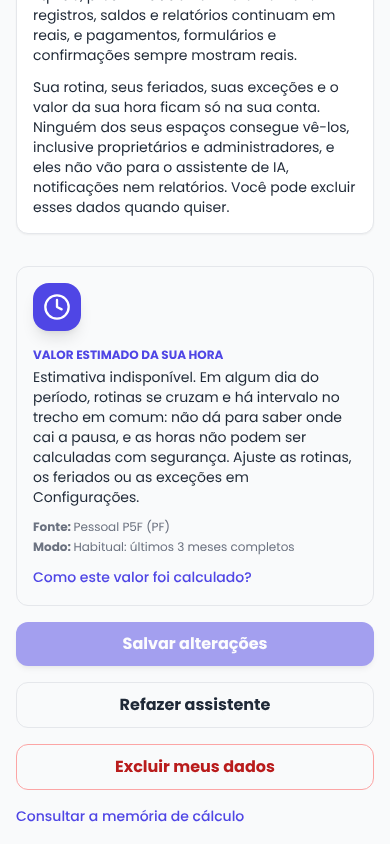 registros, saldos e relatórios continuam em
reais, e pagamentos, formulários e
confirmações sempre mostram reais.
Sua rotina, seus feriados, suas exceções e o
valor da sua hora ficam só na sua conta.
Ninguém dos seus espaços consegue vê-los,
inclusive proprietários e administradores, e
eles não vão para o assistente de IA,
notificações nem relatórios. Você pode excluir
esses dados quando quiser.
VALOR ESTIMADO DA SUA HORA
Estimativa indisponível. Em algum dia do
período, rotinas se cruzam e há intervalo no
trecho em comum: não dá para saber onde
cai a pausa, e as horas não podem ser
calculadas com segurança. Ajuste as rotinas,
os feriados ou as exceções em
Configurações.
Fonte: Pessoal P5F (PF)
Modo: Habitual: últimos 3 meses completos
Como este valor foi calculado?
Salvar alterações
Refazer assistente
Excluir meus dados
Consultar a memória de cálculo